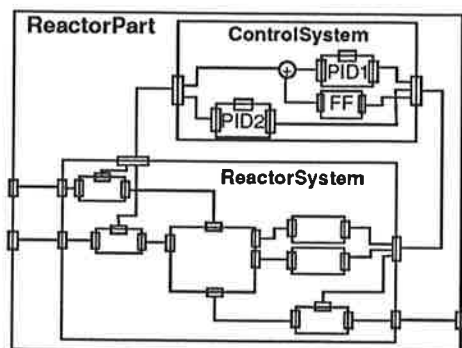 ReactorPart
ControlSystem
PID1
FF
PID2
ReactorSystem